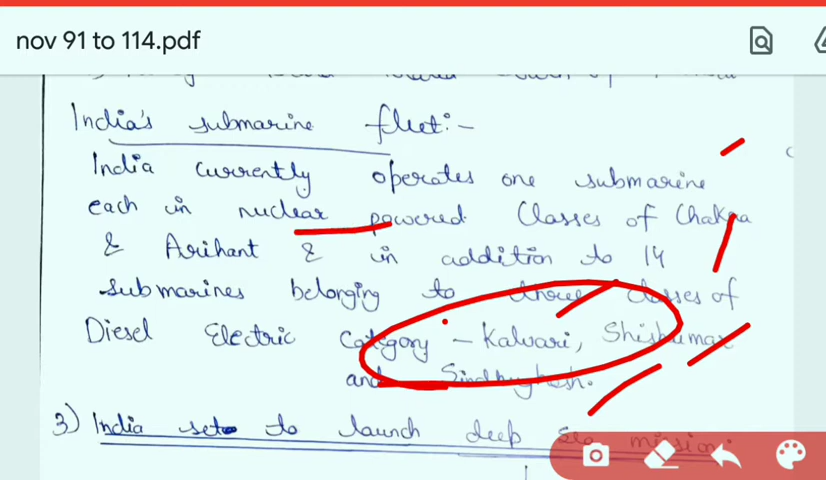 nov 91 to 114.pdf
India's submarine fleet:-
India currently operates one submarine
each in nuclear powered Classes of Chakra
& Arihant & in addition to 14
submarines belonging to three classes of
Diesel Electric Category - Kalvari, Shishumar
and Sindhughosh.
3) India set to launch deep sea mission: